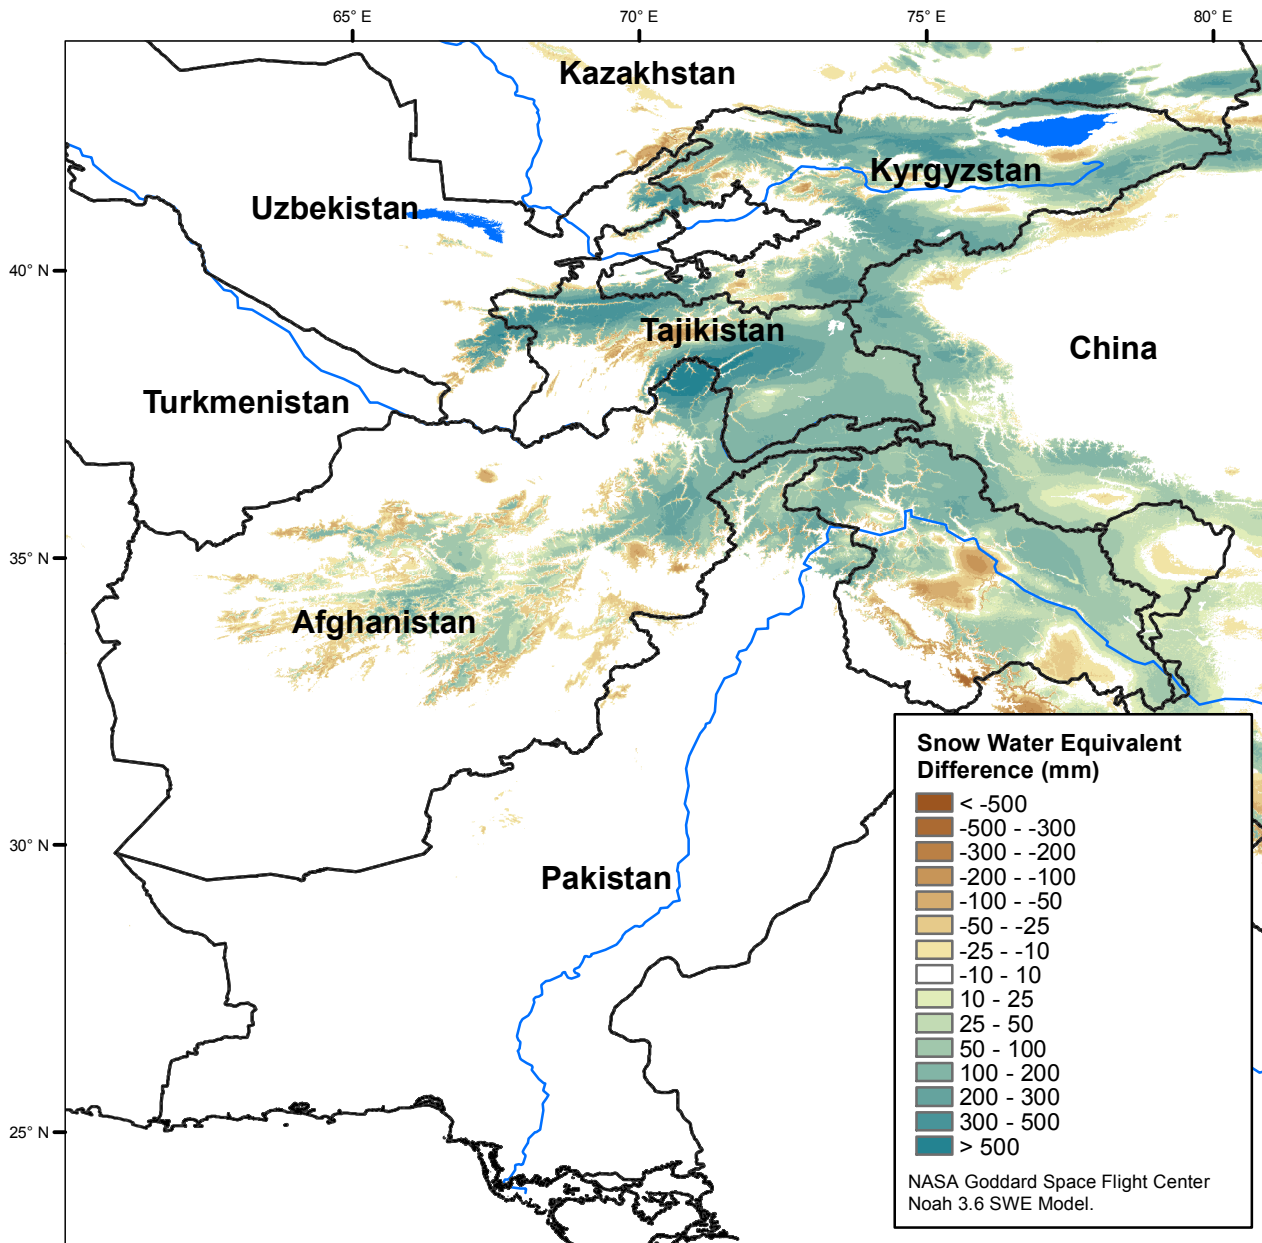 65° E
70° E
75° E
80° E
Kazakhstan
Kyrgyzstan
Uzbekistan
40° N
Tajikistan
China
Turkmenistan
35° N
Afghanistan
Snow Water Equivalent
Difference (mm)
< -500
-500 - -300
-300 - -200
-200 - -100
-100 - -50
-50 - -25
-25 - -10
-10 - 10
10 - 25
25 - 50
50 - 100
100 - 200
200 - 300
300 - 500
> 500
NASA Goddard Space Flight Center
Noah 3.6 SWE Model.
30° N
Pakistan
25° N